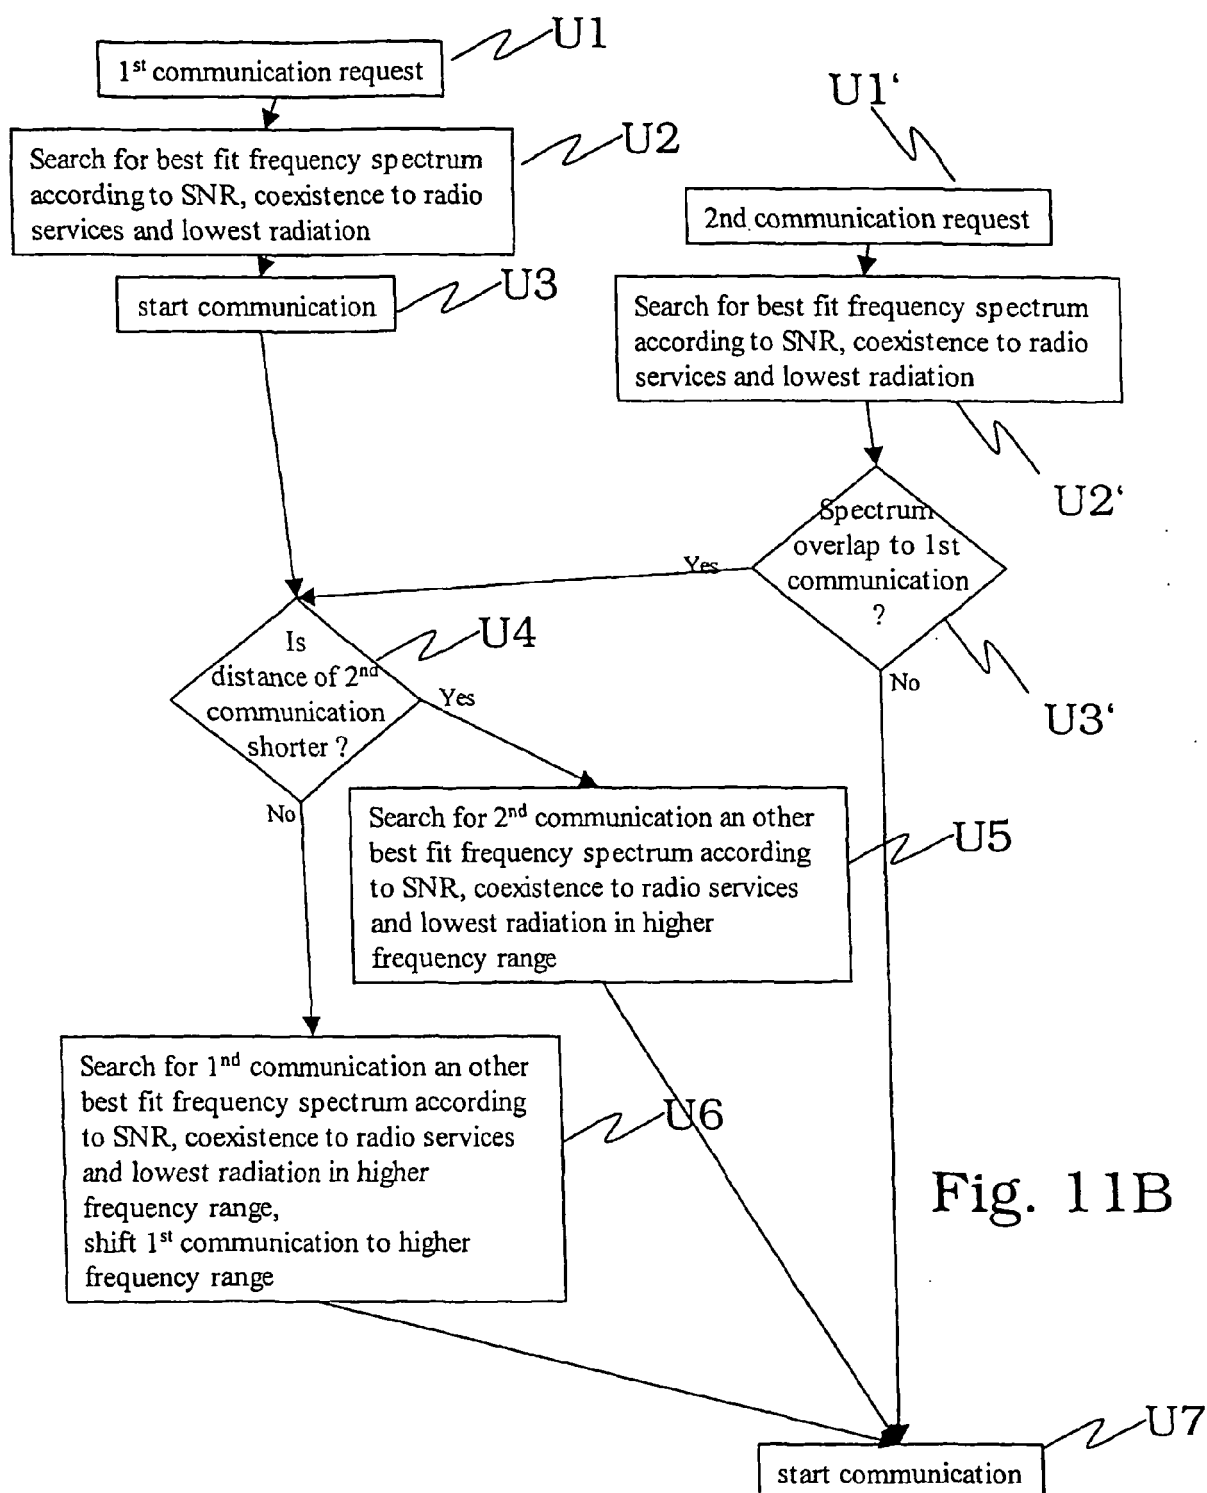 U1
1st communication request
U2
Search for best fit frequency spectrum
according to SNR, coexistence to radio
services and lowest radiation
U3
start communication
U1'
2nd communication request
Search for best fit frequency spectrum
according to SNR, coexistence to radio
services and lowest radiation
U2'
Spectrum
overlap to 1st
communication
?
Yes
No
U3'
Is
distance of 2nd
communication
shorter ?
U4
Yes
No
Search for 2nd communication an other
best fit frequency spectrum according
to SNR, coexistence to radio services
and lowest radiation in higher
frequency range
U5
Search for 1nd communication an other
best fit frequency spectrum according
to SNR, coexistence to radio services
and lowest radiation in higher
frequency range,
shift 1st communication to higher
frequency range
U6
Fig. 11B
U7
start communication